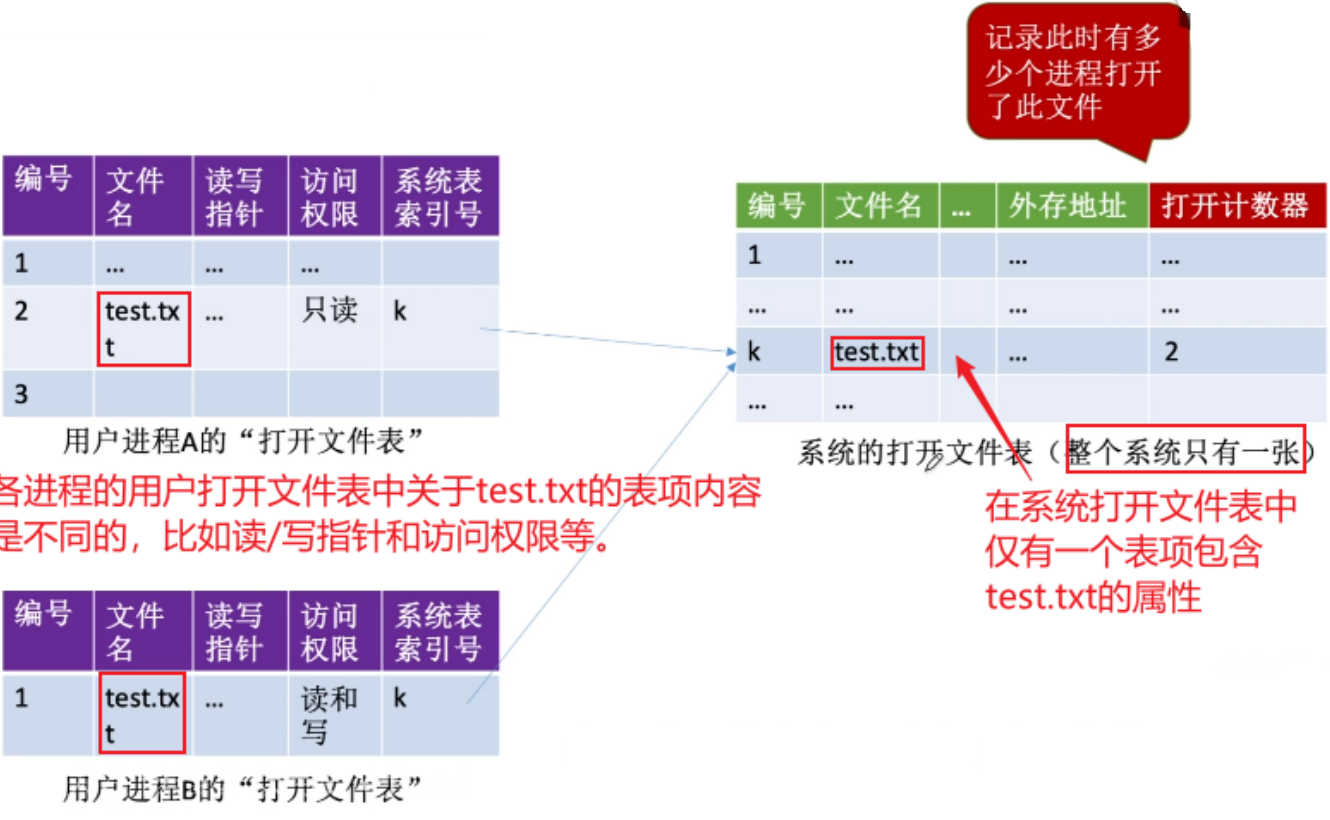 记录此时有多
少个进程打开
了此文件
编号 文件名 读写指针 访问权限 系统表索引号
1 ... ... ...
2 test.txt ... 只读 k
3
用户进程A的“打开文件表”
编号 文件名 ... 外存地址 打开计数器
1 ... ... ...
... ... ... ...
k test.txt ... 2
... ...
系统的打开文件表（整个系统只有一张）
各进程的用户打开文件表中关于test.txt的表项内容
是不同的，比如读/写指针和访问权限等。
在系统打开文件表中
仅有一个表项包含
test.txt的属性
编号 文件名 读写指针 访问权限 系统表索引号
1 test.txt ... 读和写 k
用户进程B的“打开文件表”